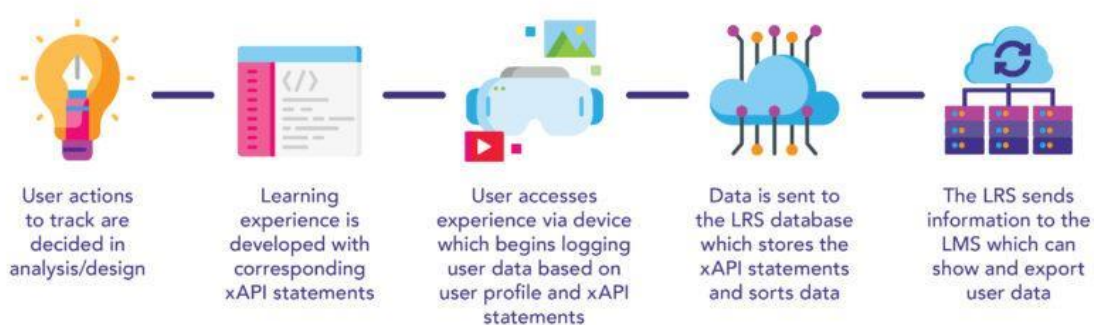 </>
User actions
to track are
decided in
analysis/design
Learning
experience is
developed with
corresponding
xAPI statements
User accesses
experience via device
which begins logging
user data based on
user profile and xAPI
statements
Data is sent to
the LRS database
which stores the
xAPI statements
and sorts data
The LRS sends
information to the
LMS which can
show and export
user data